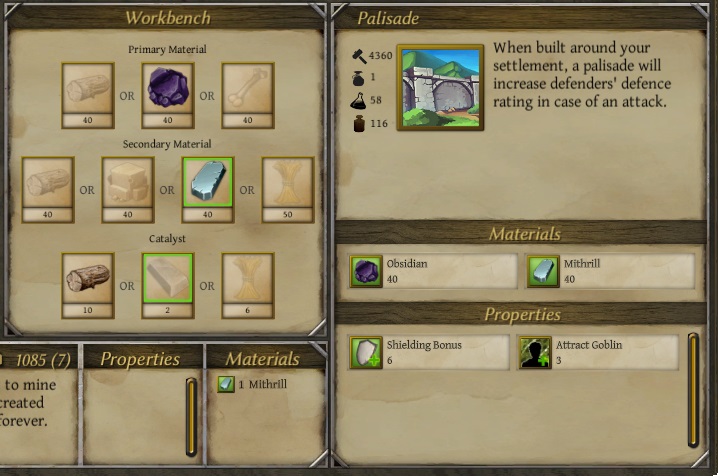 Workbench
Primary Material
40 OR 40 OR 40
Secondary Material
OR OR OR
40 40 40 50
Catalyst
OR OR
10 2 6
1085 (7)
to mine
created
forever.
Properties
Materials
1 Mithrill
Palisade
4360
1
58
116
When built around your
settlement, a palisade will
increase defenders' defence
rating in case of an attack.
Materials
Obsidian
40
Mithrill
40
Properties
Shielding Bonus
6
Attract Goblin
3